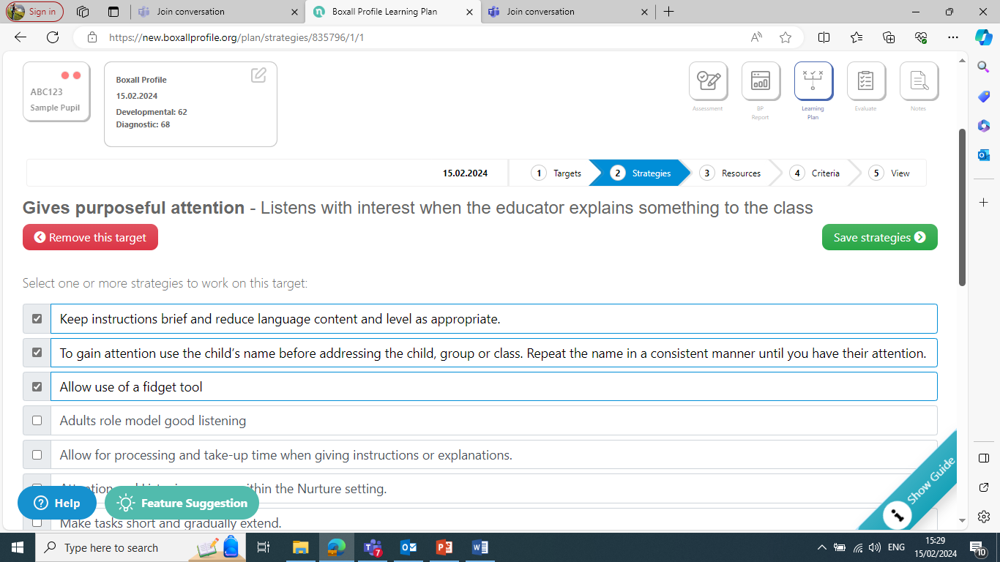 Sign in
Join conversation
Boxall Profile Learning Plan
Join conversation
https://new.boxallprofile.org/plan/strategies/835796/1/1
ABC123
Sample Pupil
Boxall Profile
15.02.2024
Developmental: 62
Diagnostic: 68
Assessment
BP Report
Learning Plan
Evaluate
Notes
15.02.2024
1 Targets
2 Strategies
3 Resources
4 Criteria
5 View
Gives purposeful attention - Listens with interest when the educator explains something to the class
Remove this target
Save strategies
Select one or more strategies to work on this target:
Keep instructions brief and reduce language content and level as appropriate.
To gain attention use the child's name before addressing the child, group or class. Repeat the name in a consistent manner until you have their attention.
Allow use of a fidget tool
Adults role model good listening
Allow for processing and take-up time when giving instructions or explanations.
the Nurture setting.
Make tasks short and gradually extend.
Help
Feature Suggestion
Show Guide
Type here to search
7
ENG
15:29
15/02/2024
10